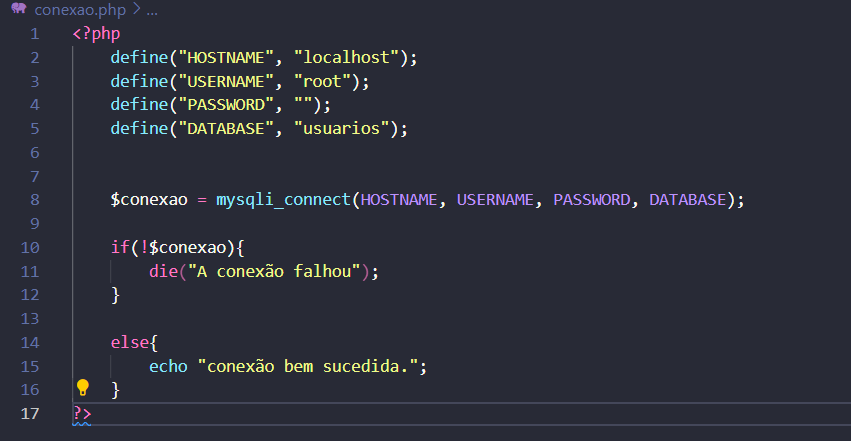 conexao.php > ...
1 <?php
2 define("HOSTNAME", "localhost");
3 define("USERNAME", "root");
4 define("PASSWORD", "");
5 define("DATABASE", "usuarios");
6
7
8 $conexao = mysqli_connect(HOSTNAME, USERNAME, PASSWORD, DATABASE);
9
10 if(!$conexao){
11 die("A conexão falhou");
12 }
13
14 else{
15 echo "conexão bem sucedida.";
16 }
17 ?>